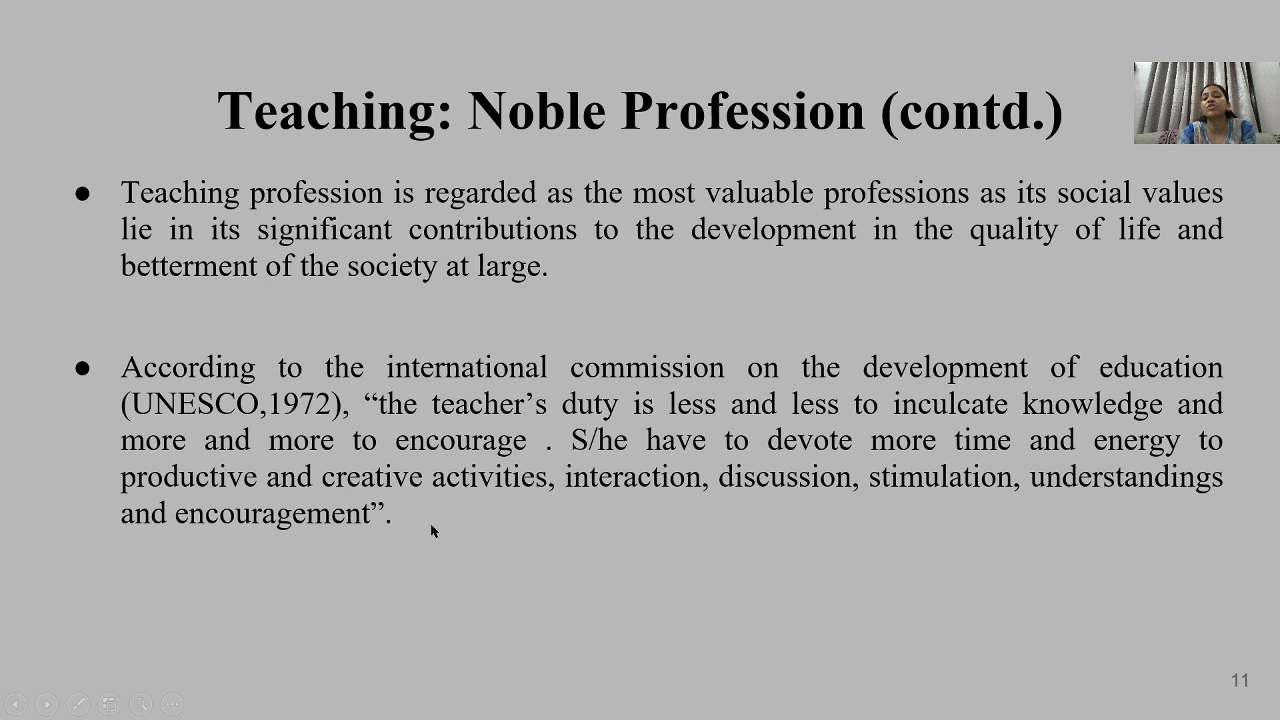 Teaching: Noble Profession (contd.)
● Teaching profession is regarded as the most valuable professions as its social values
lie in its significant contributions to the development in the quality of life and
betterment of the society at large.
● According to the international commission on the development of education
(UNESCO,1972), “the teacher’s duty is less and less to inculcate knowledge and
more and more to encourage . S/he have to devote more time and energy to
productive and creative activities, interaction, discussion, stimulation, understandings
and encouragement”.
11